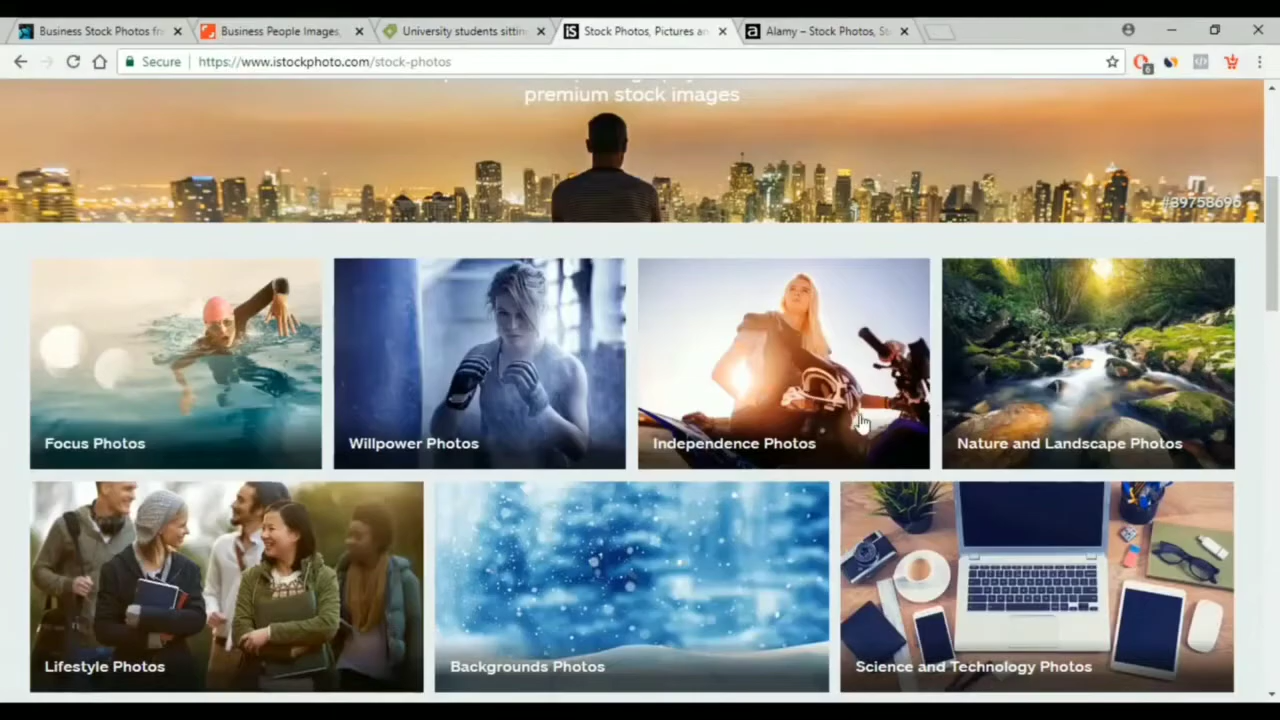 Business Stock Photos fr
Business People Images,
University students sittin
Stock Photos, Pictures an
Alamy – Stock Photos, St
Secure
https://www.istockphoto.com/stock-photos
6
premium stock images
#39758695
Focus Photos
Willpower Photos
Independence Photos
Nature and Landscape Photos
Lifestyle Photos
Backgrounds Photos
Science and Technology Photos